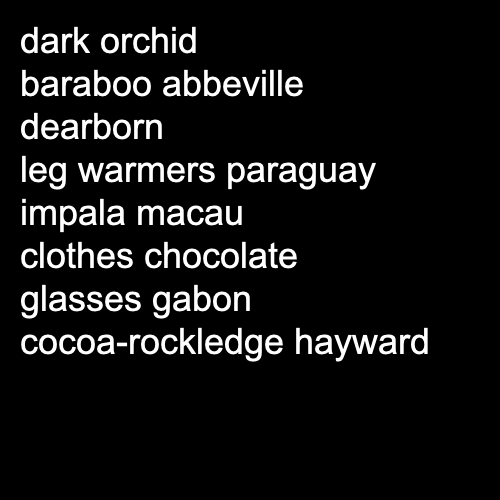 dark orchid
baraboo abbeville
dearborn
leg warmers paraguay
impala macau
clothes chocolate
glasses gabon
cocoa-rockledge hayward